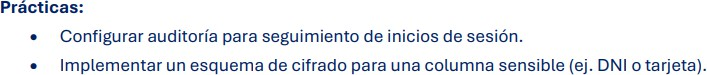 Prácticas:
• Configurar auditoría para seguimiento de inicios de sesión.
• Implementar un esquema de cifrado para una columna sensible (ej. DNI o tarjeta).